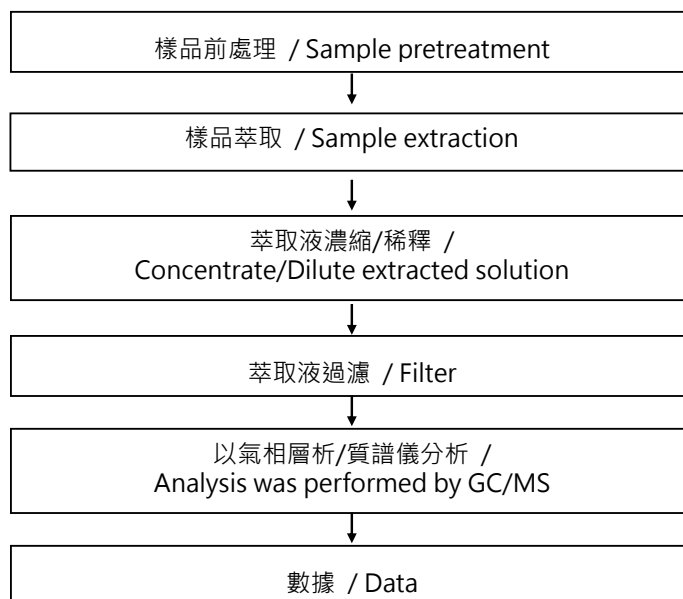 樣品前處理 / Sample pretreatment
樣品萃取 / Sample extraction
萃取液濃縮/稀釋 /
Concentrate/Dilute extracted solution
萃取液過濾 / Filter
以氣相層析/質譜儀分析 /
Analysis was performed by GC/MS
數據 / Data